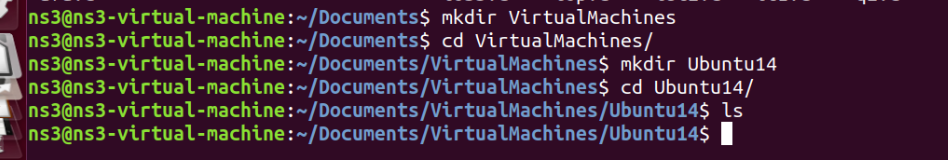 ns3@ns3-virtual-machine:~/Documents$ mkdir VirtualMachines
ns3@ns3-virtual-machine:~/Documents$ cd VirtualMachines/
ns3@ns3-virtual-machine:~/Documents/VirtualMachines$ mkdir Ubuntu14
ns3@ns3-virtual-machine:~/Documents/VirtualMachines$ cd Ubuntu14/
ns3@ns3-virtual-machine:~/Documents/VirtualMachines/Ubuntu14$ ls
ns3@ns3-virtual-machine:~/Documents/VirtualMachines/Ubuntu14$